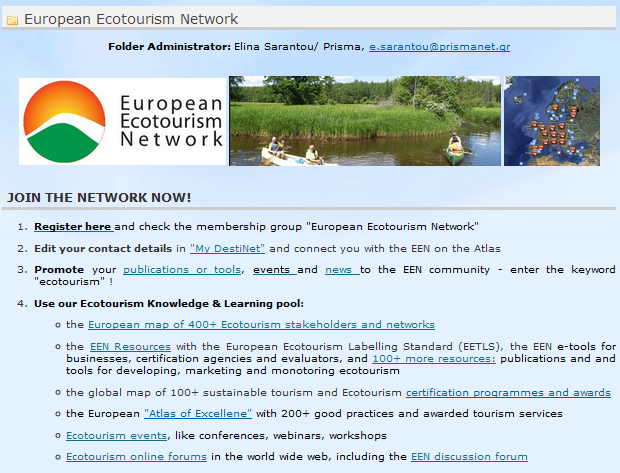 European Ecotourism Network
Folder Administrator: Elina Sarantou/ Prisma, e.sarantou@prismanet.gr
European
Ecotourism
Network
JOIN THE NETWORK NOW!
1. Register here and check the membership group "European Ecotourism Network"
2. Edit your contact details in "My DestiNet" and connect you with the EEN on the Atlas
3. Promote your publications or tools, events and news to the EEN community - enter the keyword
"ecotourism" !
4. Use our Ecotourism Knowledge & Learning pool:
the European map of 400+ Ecotourism stakeholders and networks
the EEN Resources with the European Ecotourism Labelling Standard (EETLS), the EEN e-tools for
businesses, certification agencies and evaluators, and 100+ more resources: publications and and
tools for developing, marketing and monotoring ecotourism
the global map of 100+ sustainable tourism and Ecotourism certification programmes and awards
the European "Atlas of Excellene" with 200+ good practices and awarded tourism services
Ecotourism events, like conferences, webinars, workshops
Ecotourism online forums in the world wide web, including the EEN discussion forum